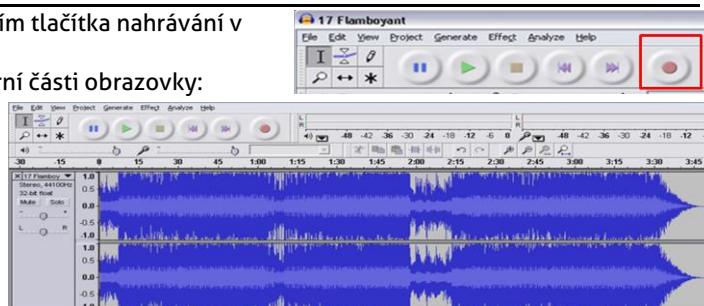 ím tlačítka nahrávání v
rní části obrazovky:
17 Flamboyant
File Edit View Project Generate Effect Analyze Help
File Edit View Project Generate Effect Analyze Help
L
R
L
R
-48 -42 -36 -30 -24 -18 -12 -6 0
-48 -42 -36 -30 -24 -18 -12
-30 -15 0 15 30 45 1:00 1:15 1:30 1:45 2:00 2:15 2:30 2:45 3:00 3:15 3:30 3:45
17 Flamboy
Stereo, 44100Hz
32-bit float
Mute Solo
- +
L R
1.0
0.5
0.0
-0.5
-1.0
1.0
0.5
0.0
-0.5
-1.0